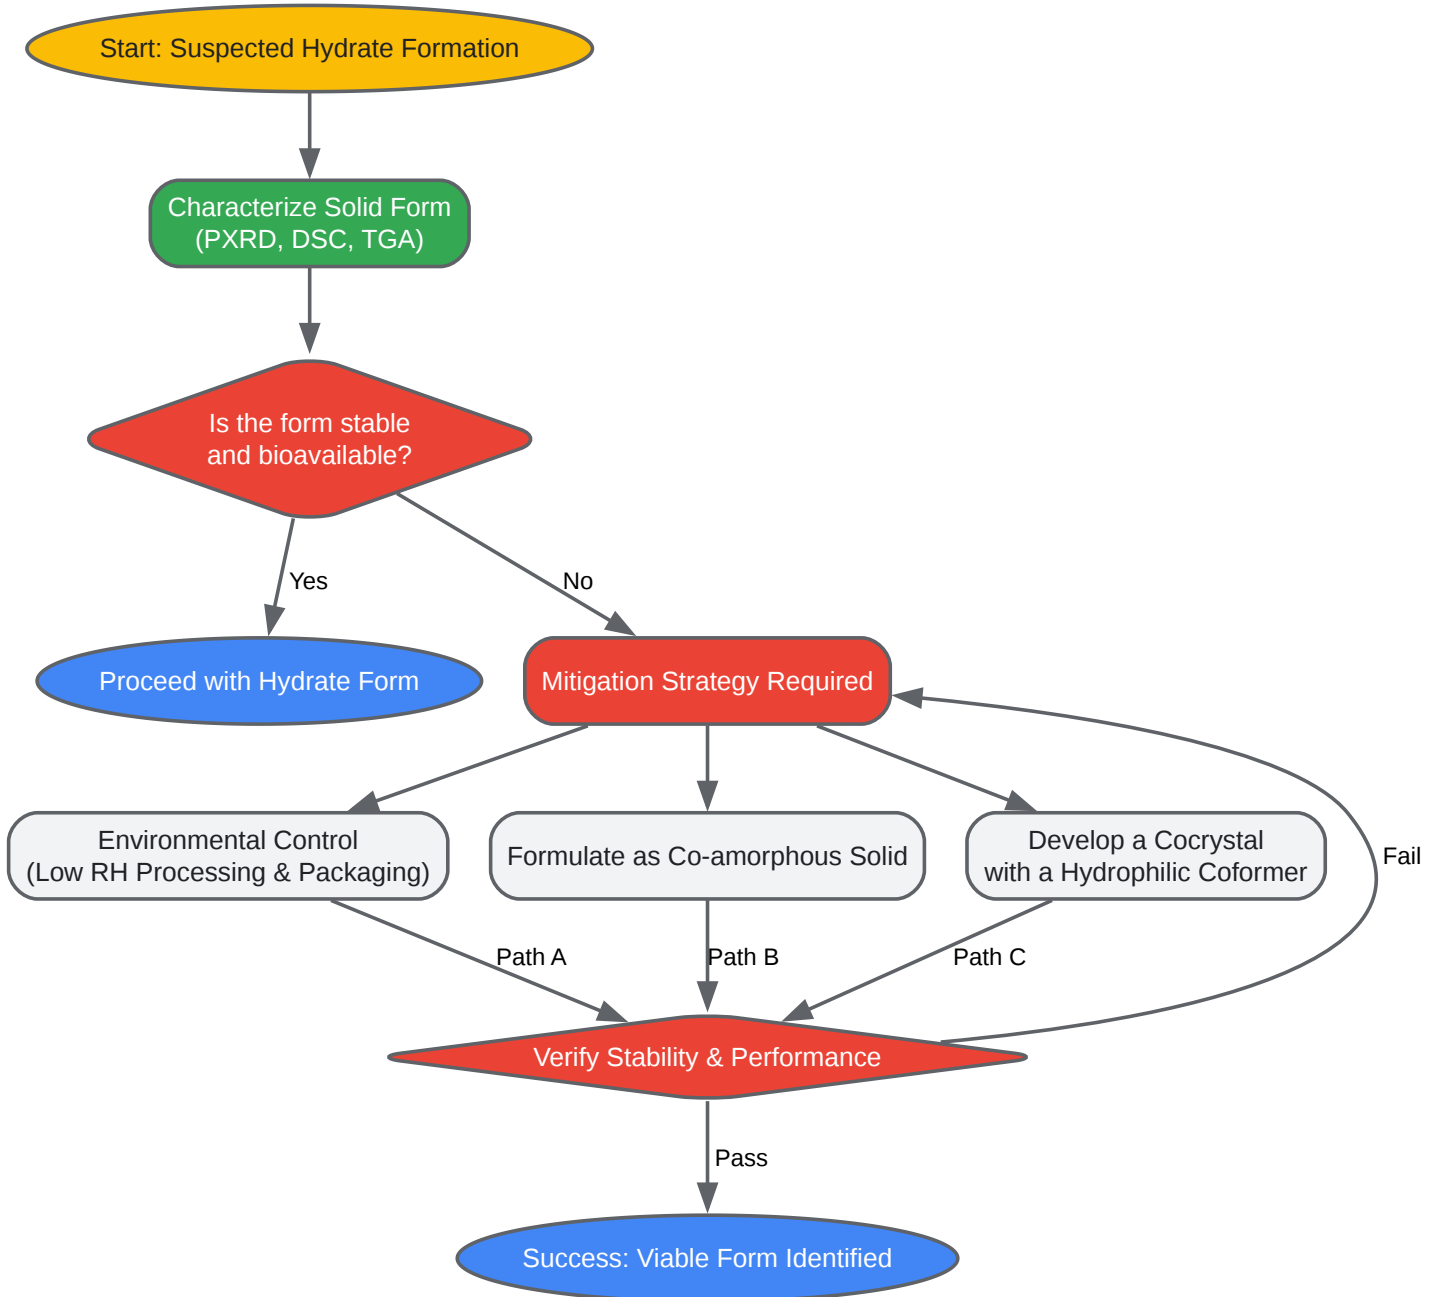 Start: Suspected Hydrate Formation
Characterize Solid Form
(PXRD, DSC, TGA)
Is the form stable
and bioavailable?
Yes
No
Proceed with Hydrate Form
Mitigation Strategy Required
Environmental Control
(Low RH Processing & Packaging)
Formulate as Co-amorphous Solid
Develop a Cocrystal
with a Hydrophilic Coformer
Fail
Path A
Path B
Path C
Verify Stability & Performance
Pass
Success: Viable Form Identified